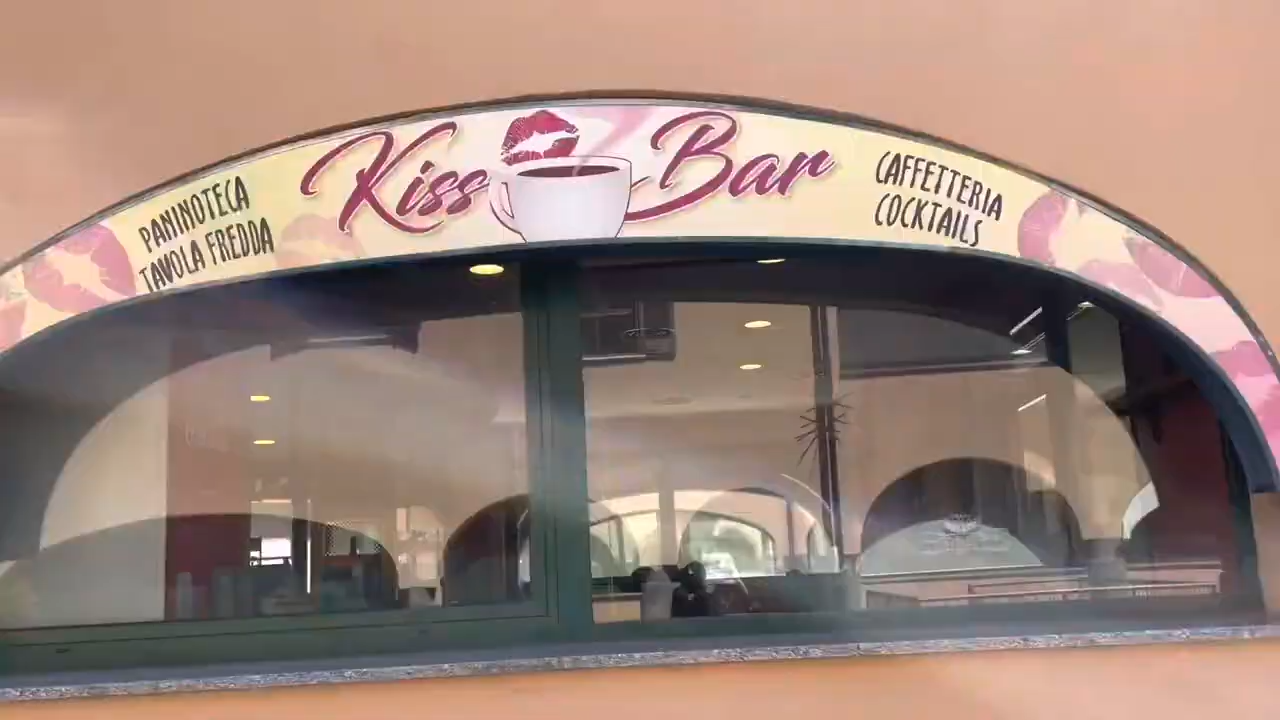 PANINOTECA
TAVOLA FREDDA
Kiss Bar
CAFFETTERIA
COCKTAILS